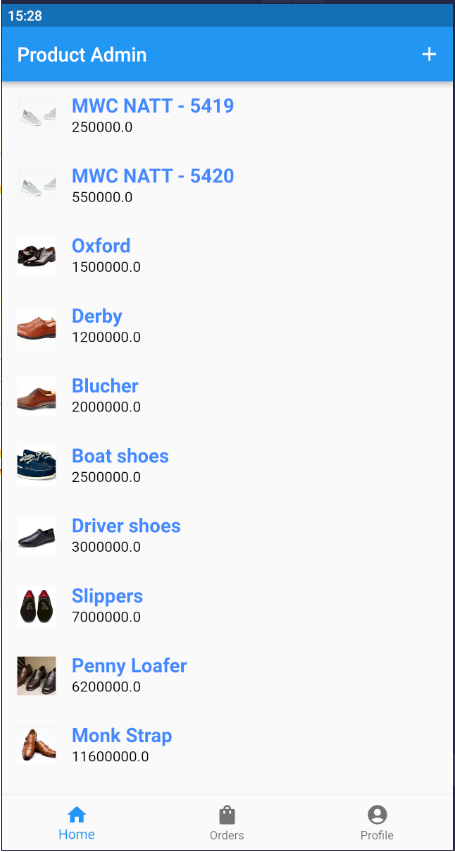 15:28
Product Admin
+
MWC NATT - 5419
250000.0
MWC NATT - 5420
550000.0
Oxford
1500000.0
Derby
1200000.0
Blucher
2000000.0
Boat shoes
2500000.0
Driver shoes
3000000.0
Slippers
7000000.0
Penny Loafer
6200000.0
Monk Strap
11600000.0
Home
Orders
Profile